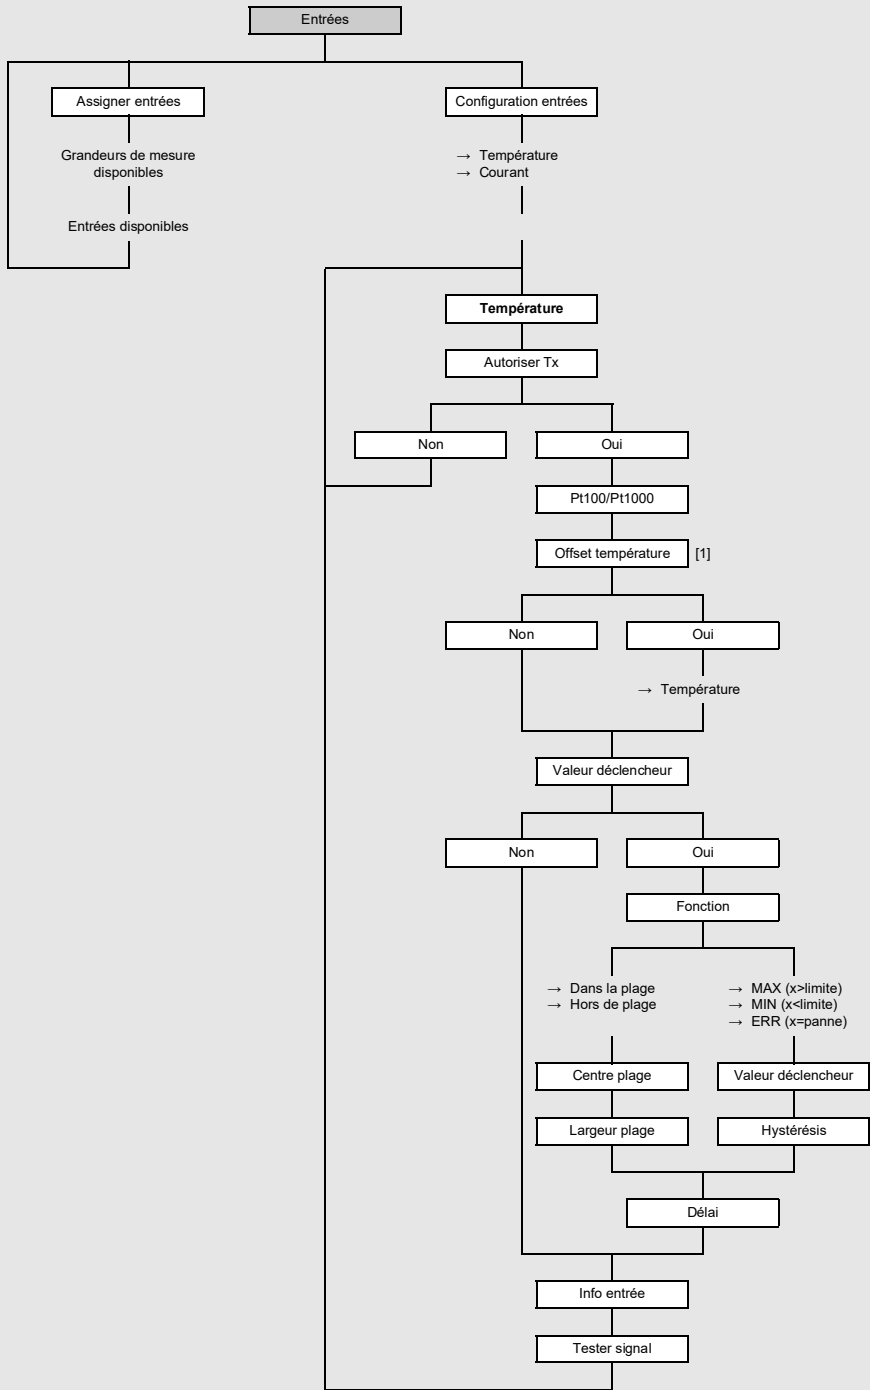 Entrées
Assigner entrées
Configuration entrées
Grandeurs de mesure
disponibles
→ Température
→ Courant
Entrées disponibles
Température
Autoriser Tx
Non
Oui
Pt100/Pt1000
Offset température [1]
Non
Oui
→ Température
Valeur déclencheur
Non
Oui
Fonction
→ Dans la plage
→ Hors de plage
→ MAX (x>limite)
→ MIN (x<limite)
→ ERR (x=panne)
Centre plage
Valeur déclencheur
Largeur plage
Hystérésis
Délai
Info entrée
Tester signal